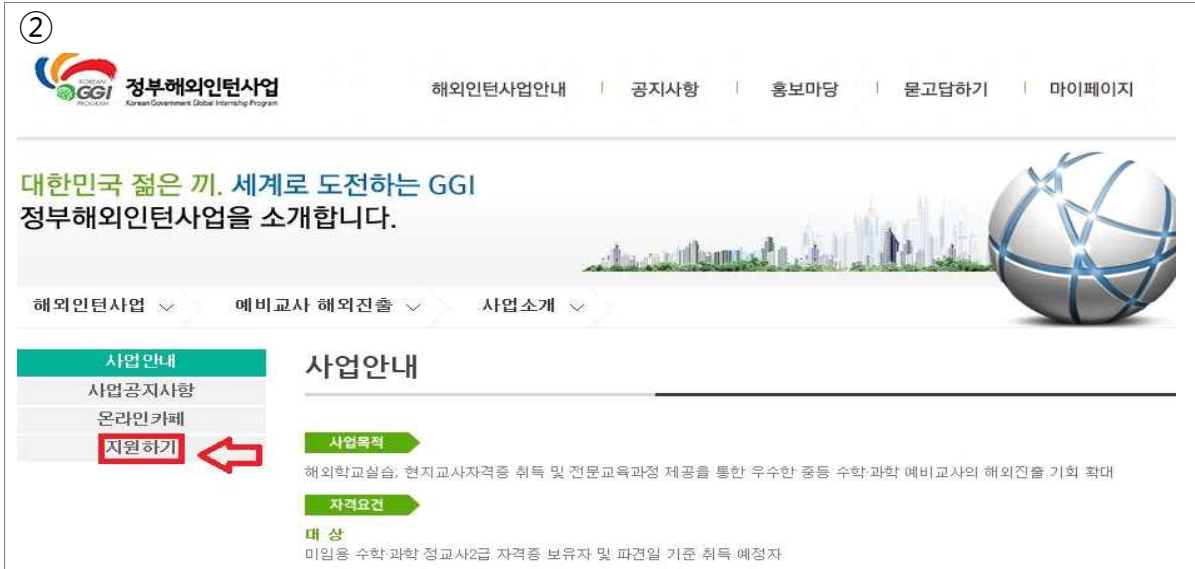 ②
KOREAN
GGI
PROGRAM
정부해외인턴사업
Korean Government Global Internship Program
해외인턴사업안내 | 공지사항 | 홍보마당 | 묻고답하기 | 마이페이지
대한민국 젊은 끼. 세계로 도전하는 GGI
정부해외인턴사업을 소개합니다.
해외인턴사업 예비교사 해외진출 사업소개
사업안내
사업공지사항
온라인카페
지원하기
사업안내
사업목적
해외학교실습, 현지교사자격증 취득 및 전문교육과정 제공을 통한 우수한 중등 수학·과학 예비교사의 해외진출 기회 확대
자격요건
대 상
미임용 수학·과학 정교사2급 자격증 보유자 및 파견일 기준 취득 예정자